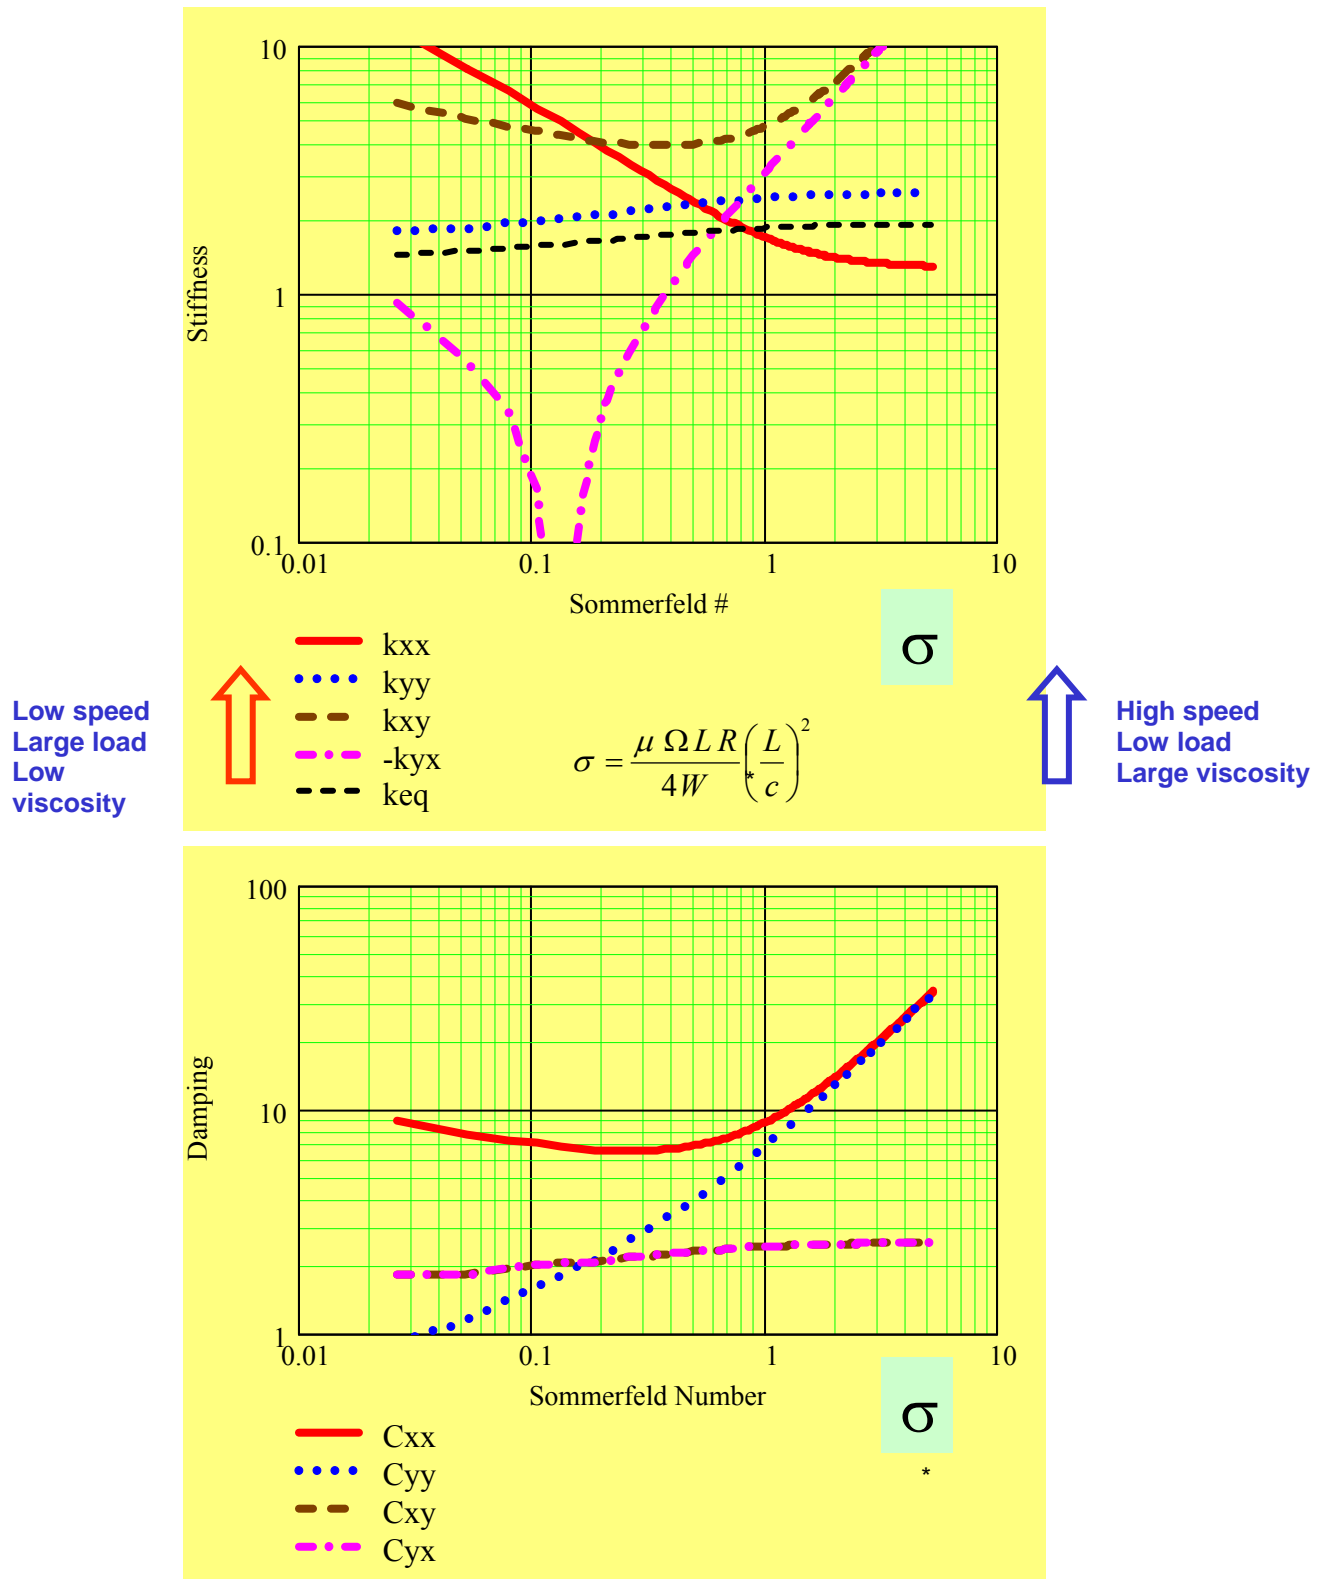 10
1
0.1
Stiffness
0.01
0.1
1
10
Sommerfeld #
σ
kxx
kyy
kxy
-kyx
keq
Low speed
Large load
Low
viscosity
σ = μ Ω L R / 4 W (L / c)^2
*
High speed
Low load
Large viscosity
100
10
1
Damping
0.01
0.1
1
10
Sommerfeld Number
σ
*
Cxx
Cyy
Cxy
Cyx